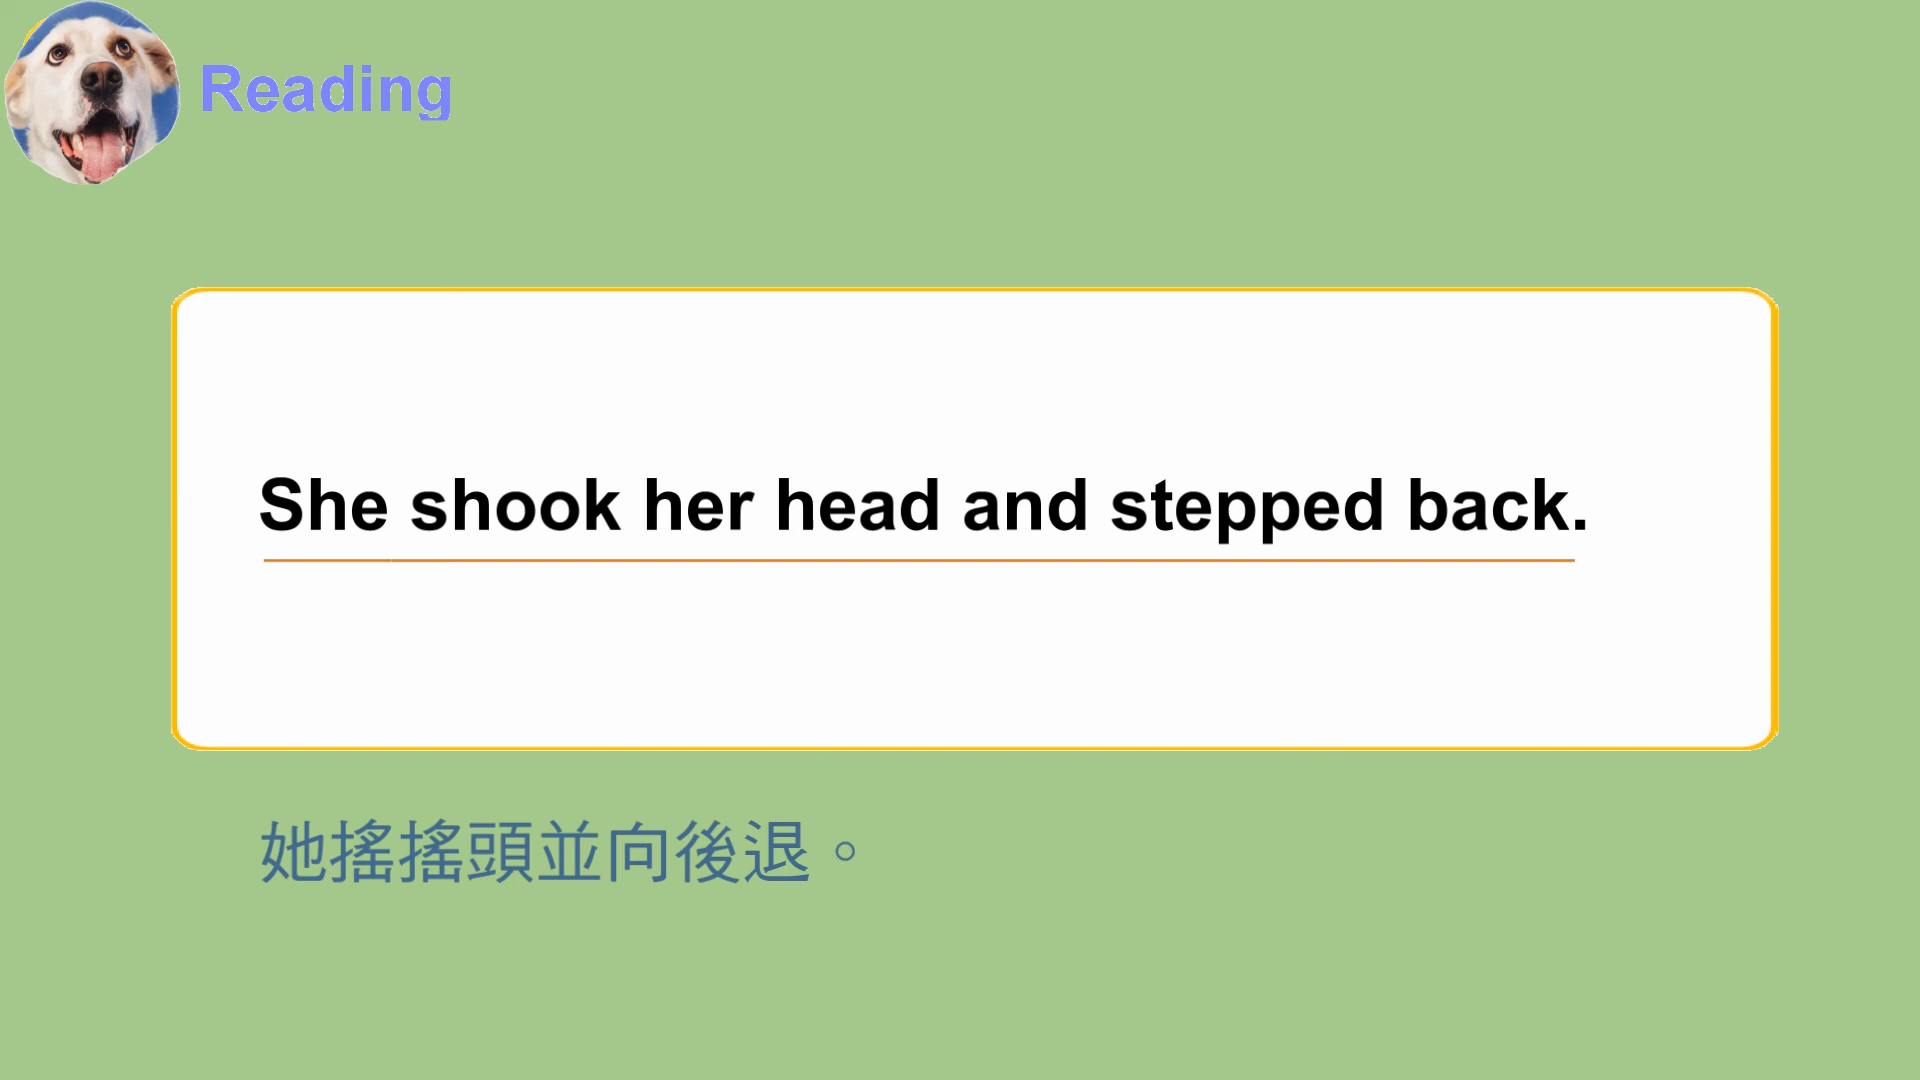 Reading
She shook her head and stepped back.
她搖搖頭並向後退。